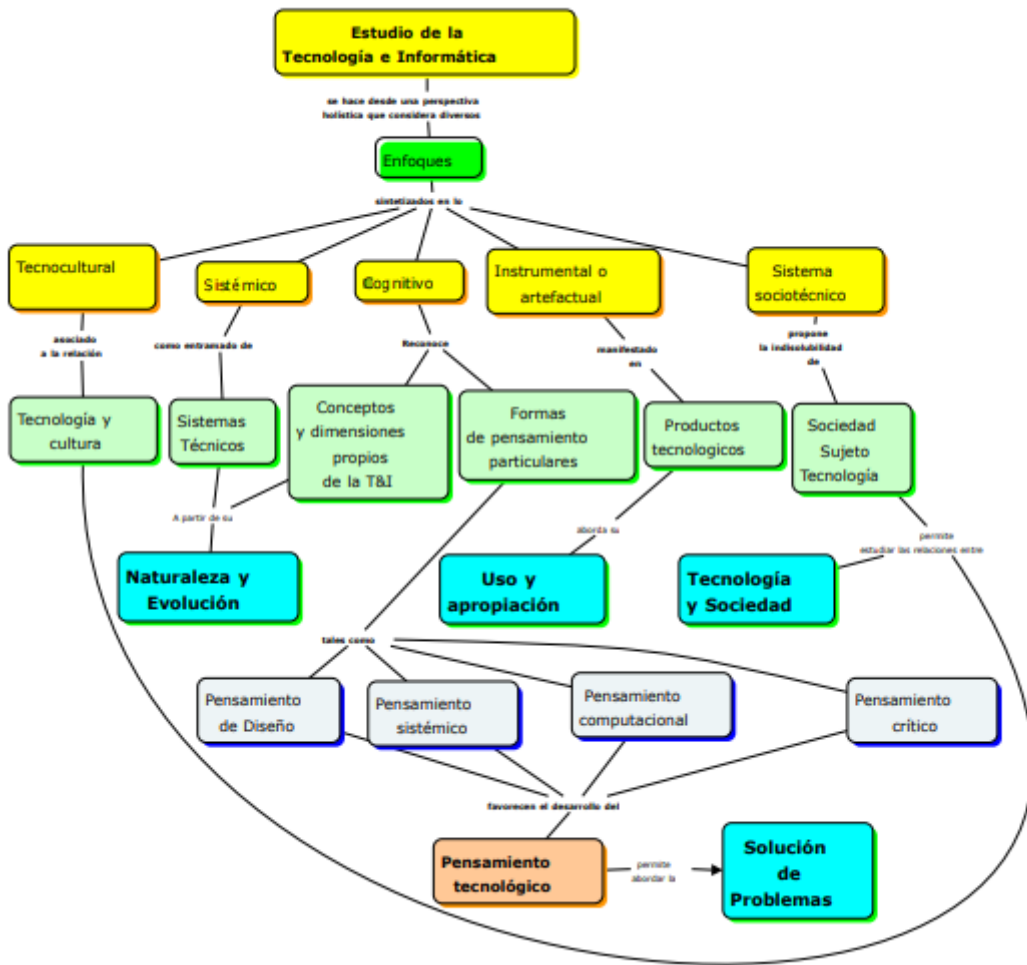 Estudio de la
Tecnología e Informática
se hace desde una perspectiva
holística que considera diversos
Enfoques
sintetizados en lo
Tecnocultural
Sistémico
Cognitivo
Instrumental o
artefactual
Sistema
sociotécnico
asociado
a la relación
como entramado de
Reconoce
manifestado
en
propone
la indisolubilidad
de
Tecnología y
cultura
Sistemas
Técnicos
Conceptos
y dimensiones
propios
de la T&I
Formas
de pensamiento
particulares
Productos
tecnologicos
Sociedad
Sujeto
Tecnología
A partir de su
aborda su
permite
estudiar las relaciones entre
Naturaleza y
Evolución
Uso y
apropiación
Tecnología
y Sociedad
tales como
Pensamiento
de Diseño
Pensamiento
sistémico
Pensamiento
computacional
Pensamiento
crítico
favorecen el desarrollo del
Pensamiento
tecnológico
permite
abordar la
Solución
de
Problemas